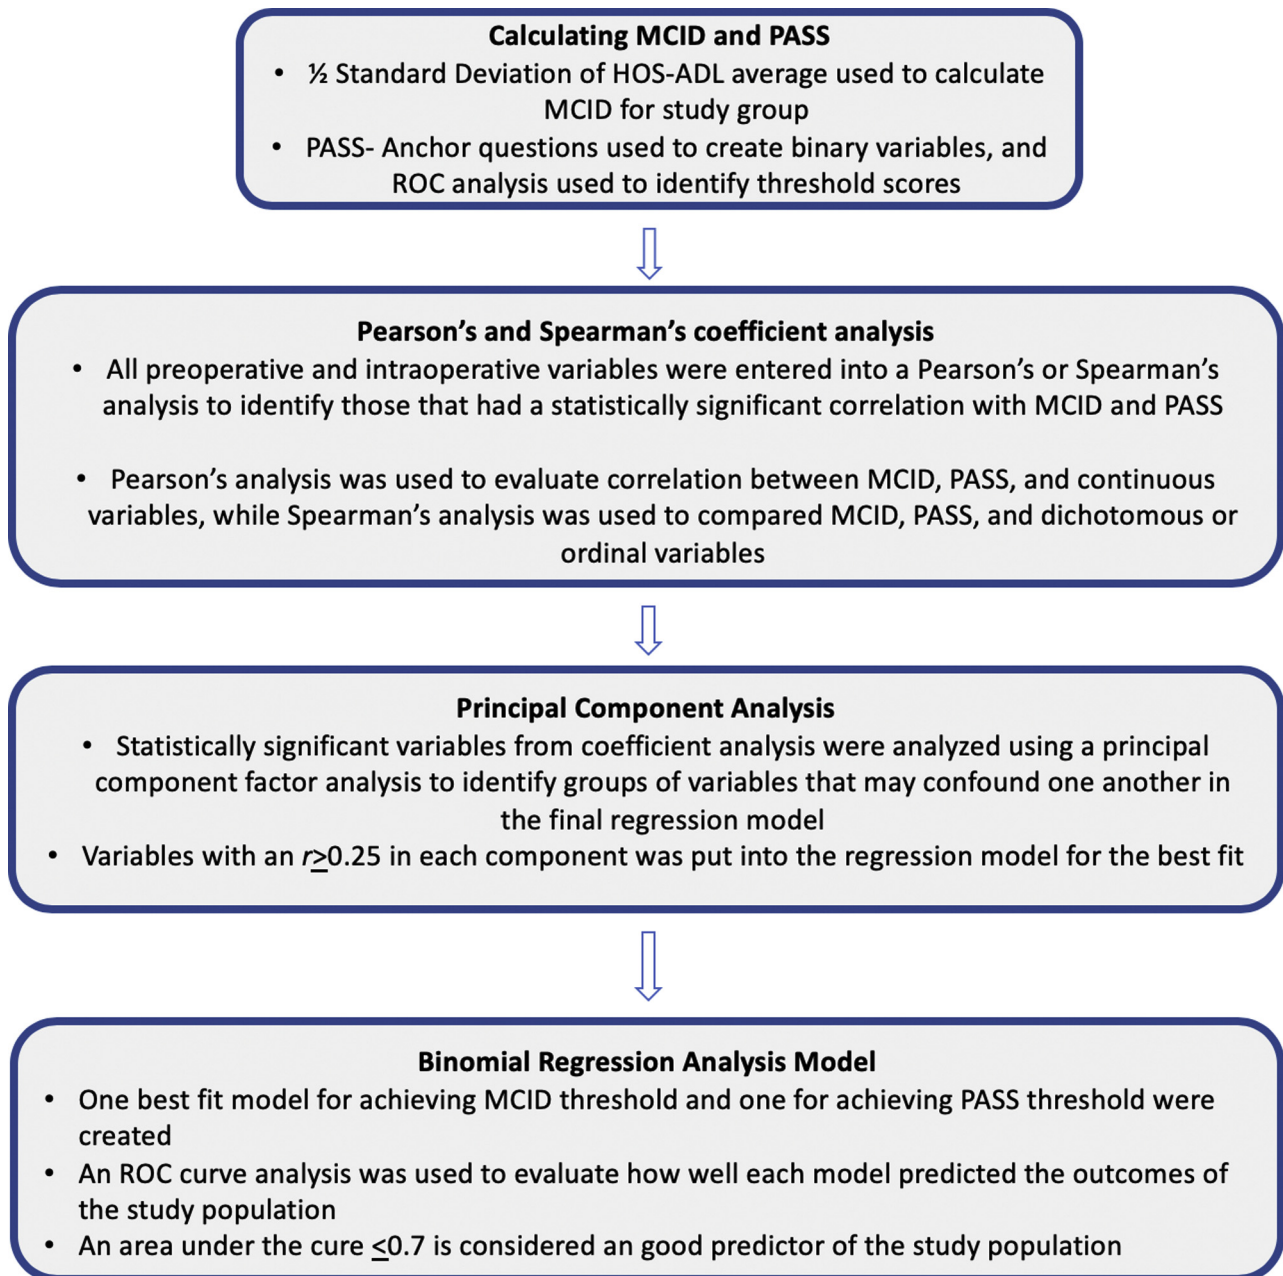 Calculating MCID and PASS
• ½ Standard Deviation of HOS-ADL average used to calculate
MCID for study group
• PASS- Anchor questions used to create binary variables, and
ROC analysis used to identify threshold scores
Pearson’s and Spearman’s coefficient analysis
• All preoperative and intraoperative variables were entered into a Pearson’s or Spearman’s
analysis to identify those that had a statistically significant correlation with MCID and PASS
• Pearson’s analysis was used to evaluate correlation between MCID, PASS, and continuous
variables, while Spearman’s analysis was used to compared MCID, PASS, and dichotomous or
ordinal variables
Principal Component Analysis
• Statistically significant variables from coefficient analysis were analyzed using a principal
component factor analysis to identify groups of variables that may confound one another in
the final regression model
• Variables with an r≥0.25 in each component was put into the regression model for the best fit
Binomial Regression Analysis Model
• One best fit model for achieving MCID threshold and one for achieving PASS threshold were
created
• An ROC curve analysis was used to evaluate how well each model predicted the outcomes of
the study population
• An area under the cure ≤0.7 is considered an good predictor of the study population